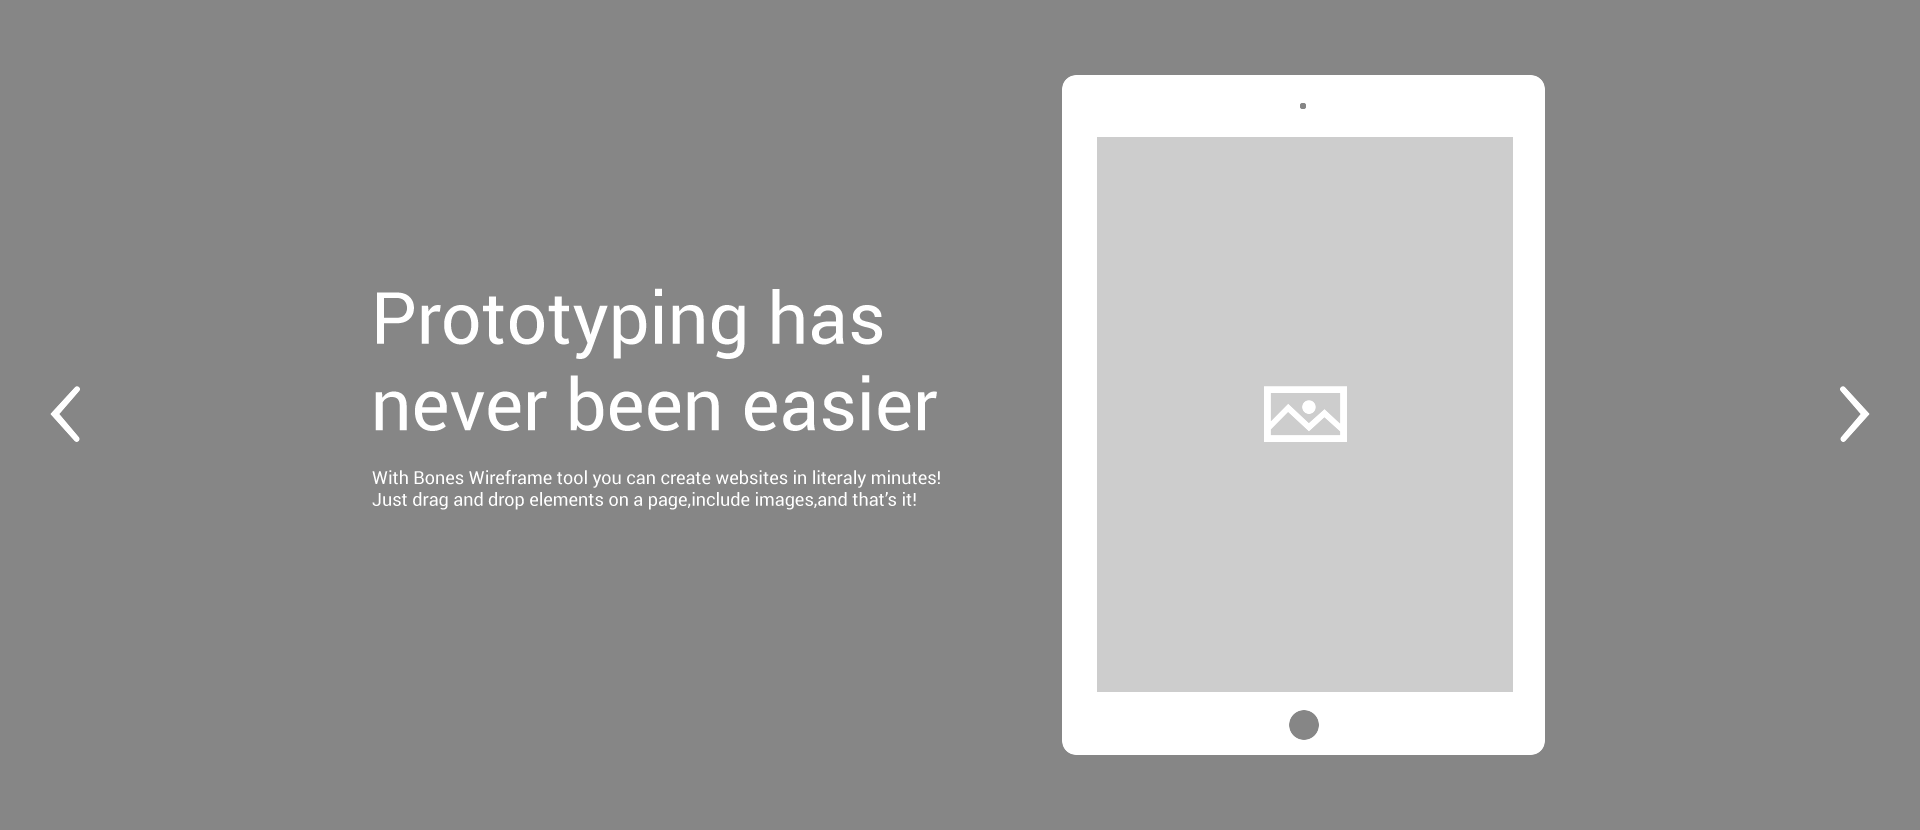 Prototyping has
never been easier
With Bones Wireframe tool you can create websites in literaly minutes!
Just drag and drop elements on a page,include images,and that’s it!